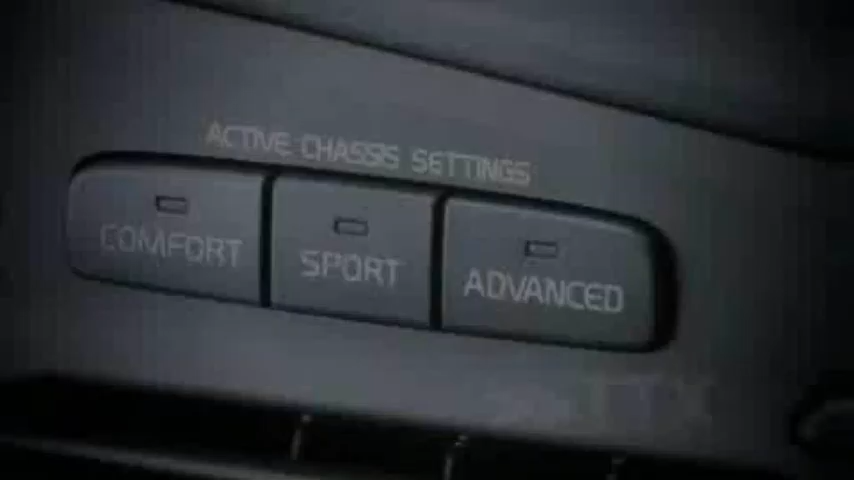 ACTIVE CHASSIS SETTINGS
COMFORT
SPORT
ADVANCED